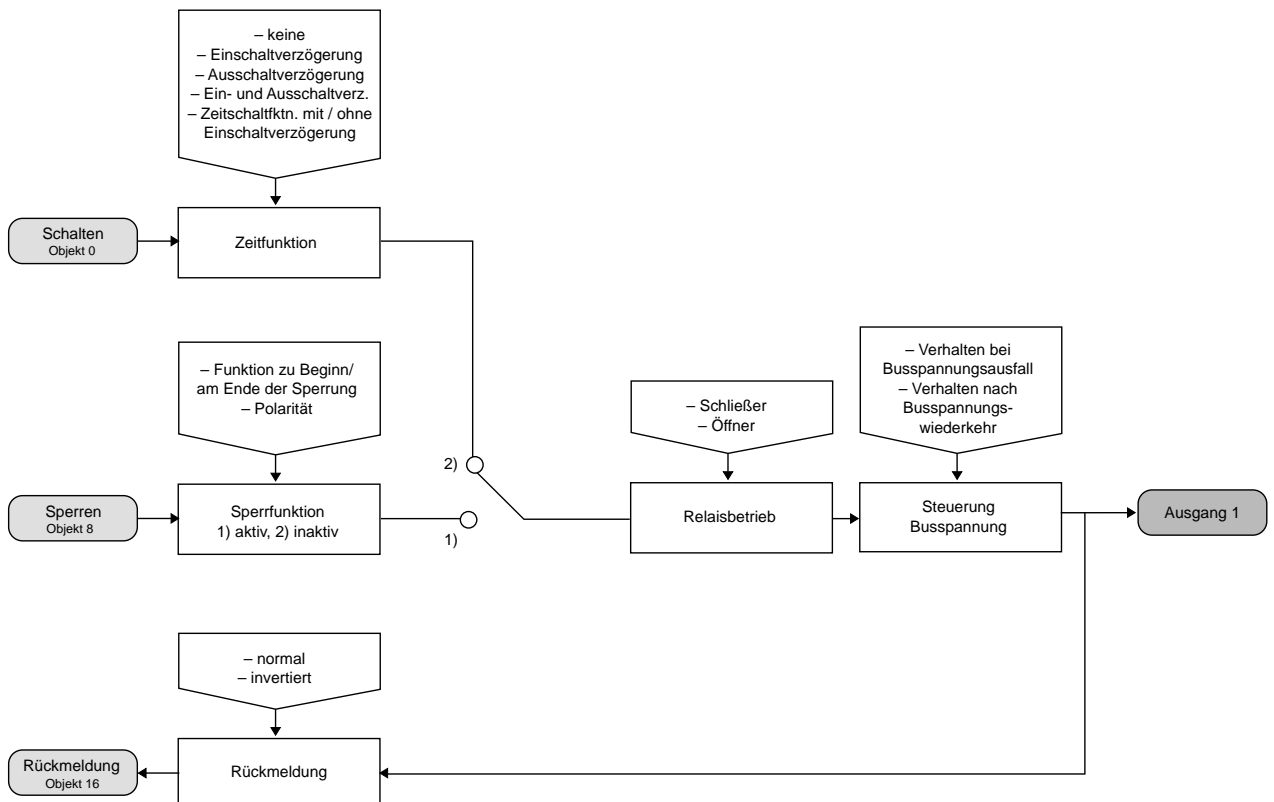 – keine
– Einschaltverzögerung
– Ausschaltverzögerung
– Ein- und Ausschaltverz.
– Zeitschaltfktn. mit / ohne
Einschaltverzögerung
Schalten
Objekt 0
Zeitfunktion
– Funktion zu Beginn/
am Ende der Sperrung
– Polarität
– Schließer
– Öffner
– Verhalten bei
Busspannungsausfall
– Verhalten nach
Busspannungs-
wiederkehr
2)
Sperren
Objekt 8
Sperrfunktion
1) aktiv, 2) inaktiv
1)
Relaisbetrieb
Steuerung
Busspannung
Ausgang 1
– normal
– invertiert
Rückmeldung
Objekt 16
Rückmeldung